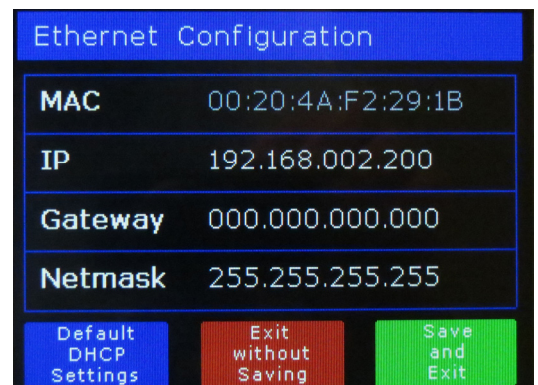 Ethernet Configuration
MAC 00:20:4A:F2:29:1B
IP 192.168.002.200
Gateway 000.000.000.000
Netmask 255.255.255.255
Default
DHCP
Settings
Exit
without
Saving
Save
and
Exit